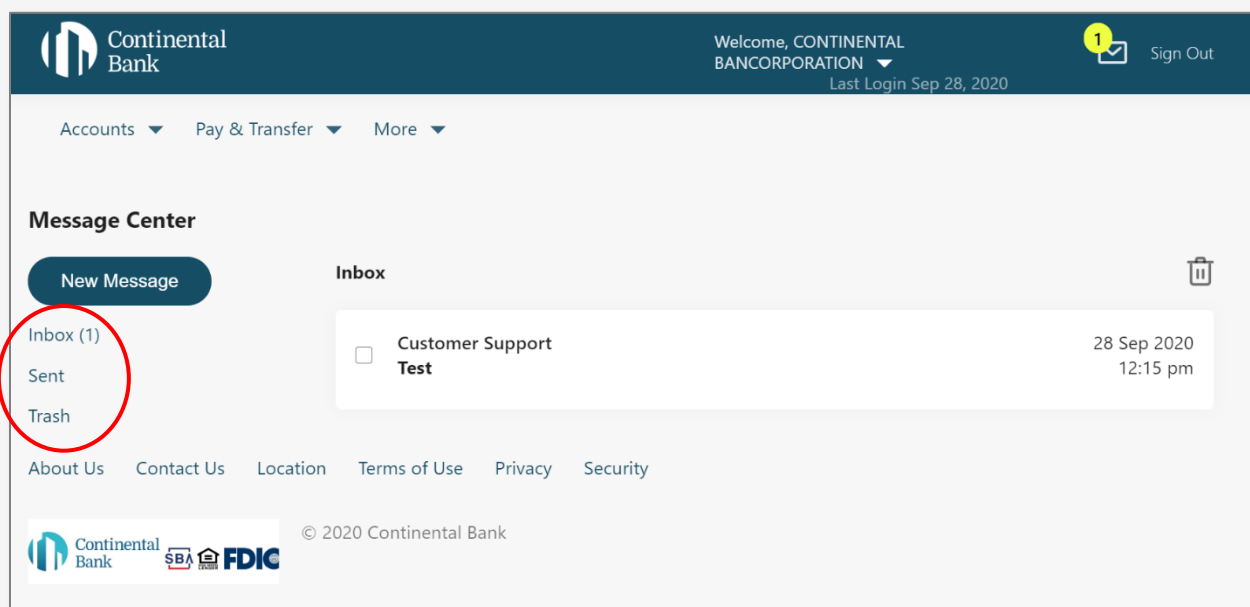 Continental
Bank
Welcome, CONTINENTAL
BANCORPORATION
Last Login Sep 28, 2020
1
Sign Out
Accounts Pay & Transfer More
Message Center
New Message
Inbox
Inbox (1)
Sent
Trash
Customer Support
Test
28 Sep 2020
12:15 pm
About Us Contact Us Location Terms of Use Privacy Security
Continental
Bank
SBA
FDIC
© 2020 Continental Bank